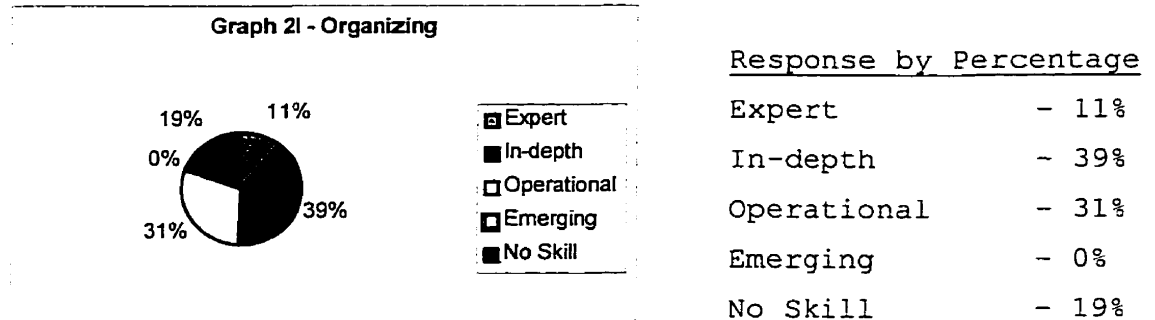 Graph 2I - Organizing
19%
11%
0%
39%
31%
Expert
In-depth
Operational
Emerging
No Skill
Response by Percentage
Expert - 11%
In-depth - 39%
Operational - 31%
Emerging - 0%
No Skill - 19%